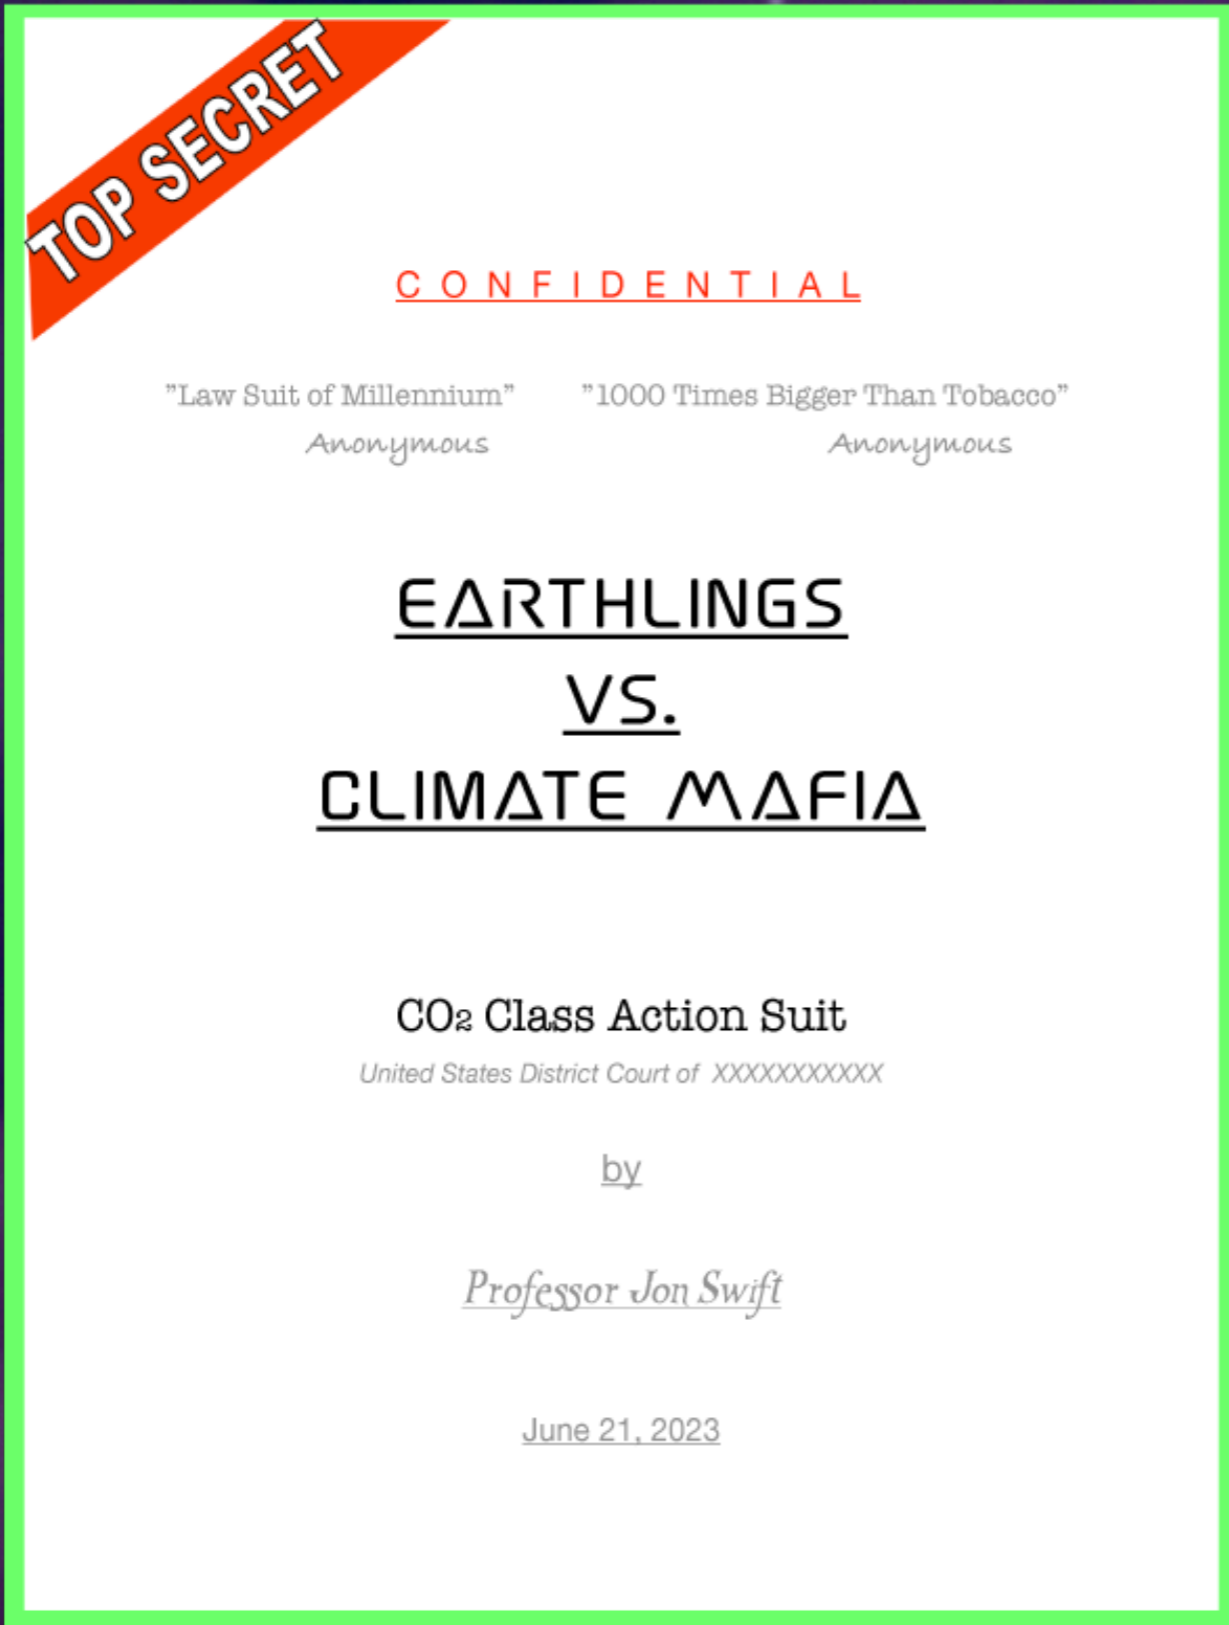 TOP SECRET
CONFIDENTIAL
”Law Suit of Millennium” ”1000 Times Bigger Than Tobacco”
Anonymous Anonymous
EARTHLINGS
VS.
CLIMATE MAFIA
CO₂ Class Action Suit
United States District Court of XXXXXXXXXXX
by
Professor Jon Swift
June 21, 2023